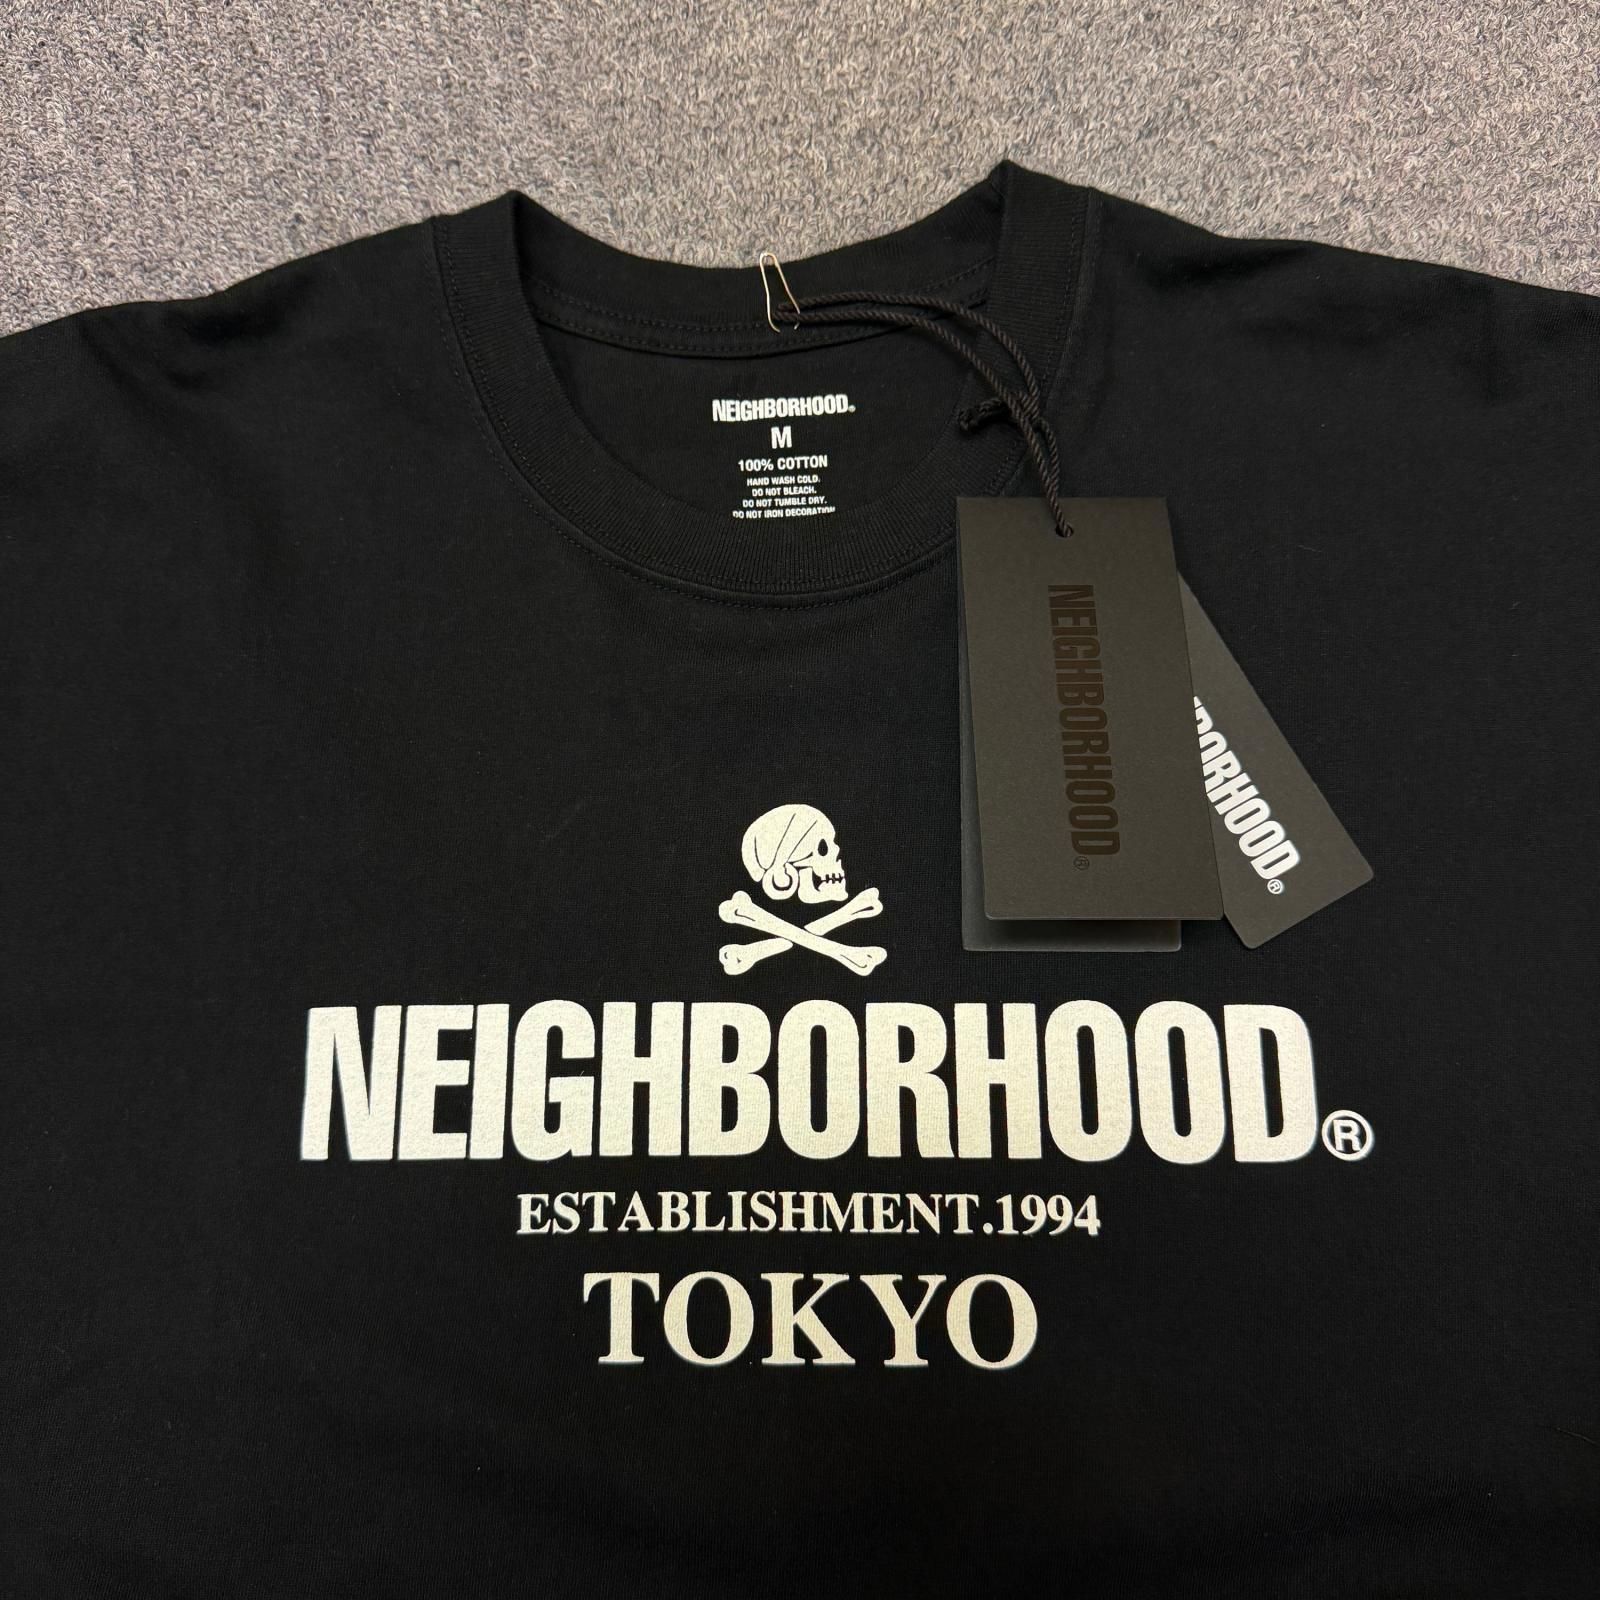 NEIGHBORHOOD®
M
100% COTTON
HAND WASH COLD.
DO NOT BLEACH.
DO NOT TUMBLE DRY.
DO NOT IRON DECORATION
NEIGHBORHOOD®
BORHOOD®
NEIGHBORHOOD®
ESTABLISHMENT.1994
TOKYO